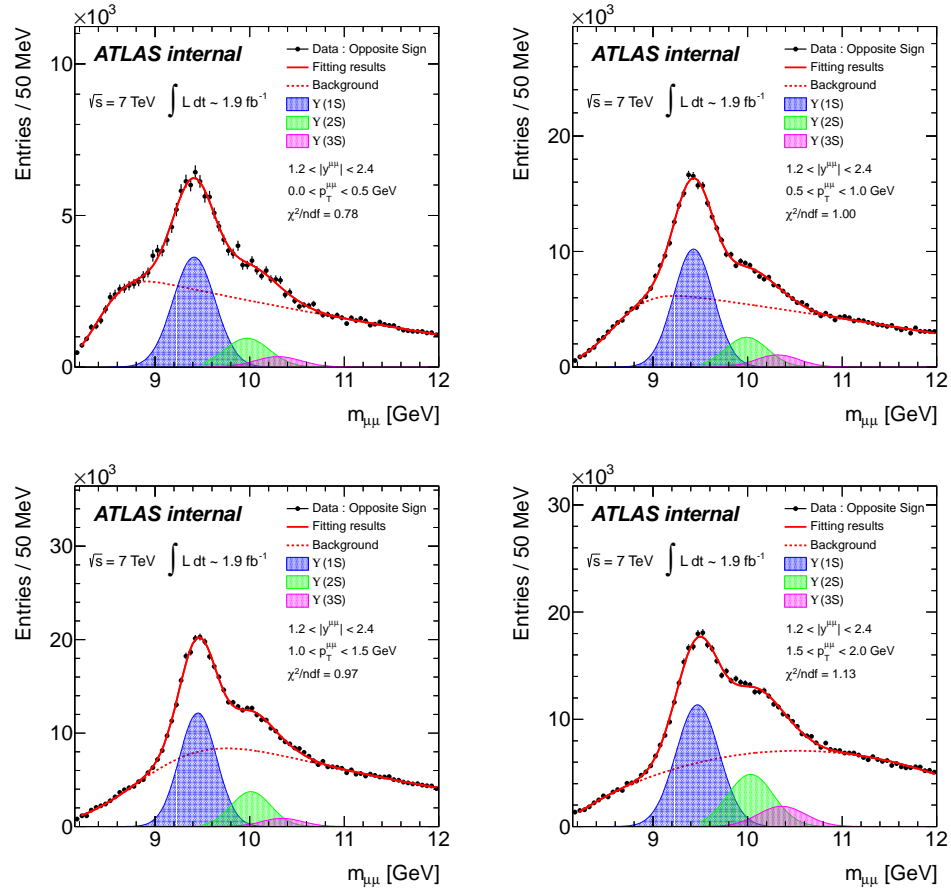 ×10³
Entries / 50 MeV
10
5
0
ATLAS internal
√s = 7 TeV ∫ L dt ~ 1.9 fb⁻¹
Data : Opposite Sign
Fitting results
Background
ϒ (1S)
ϒ (2S)
ϒ (3S)
1.2 < |y^μμ| < 2.4
0.0 < p_T^μμ < 0.5 GeV
χ²/ndf = 0.78
9 10 11 12
m_μμ [GeV]
×10³
Entries / 50 MeV
20
10
0
ATLAS internal
√s = 7 TeV ∫ L dt ~ 1.9 fb⁻¹
Data : Opposite Sign
Fitting results
Background
ϒ (1S)
ϒ (2S)
ϒ (3S)
1.2 < |y^μμ| < 2.4
0.5 < p_T^μμ < 1.0 GeV
χ²/ndf = 1.00
9 10 11 12
m_μμ [GeV]
×10³
Entries / 50 MeV
30
20
10
0
ATLAS internal
√s = 7 TeV ∫ L dt ~ 1.9 fb⁻¹
Data : Opposite Sign
Fitting results
Background
ϒ (1S)
ϒ (2S)
ϒ (3S)
1.2 < |y^μμ| < 2.4
1.0 < p_T^μμ < 1.5 GeV
χ²/ndf = 0.97
9 10 11 12
m_μμ [GeV]
×10³
Entries / 50 MeV
30
20
10
0
ATLAS internal
√s = 7 TeV ∫ L dt ~ 1.9 fb⁻¹
Data : Opposite Sign
Fitting results
Background
ϒ (1S)
ϒ (2S)
ϒ (3S)
1.2 < |y^μμ| < 2.4
1.5 < p_T^μμ < 2.0 GeV
χ²/ndf = 1.13
9 10 11 12
m_μμ [GeV]